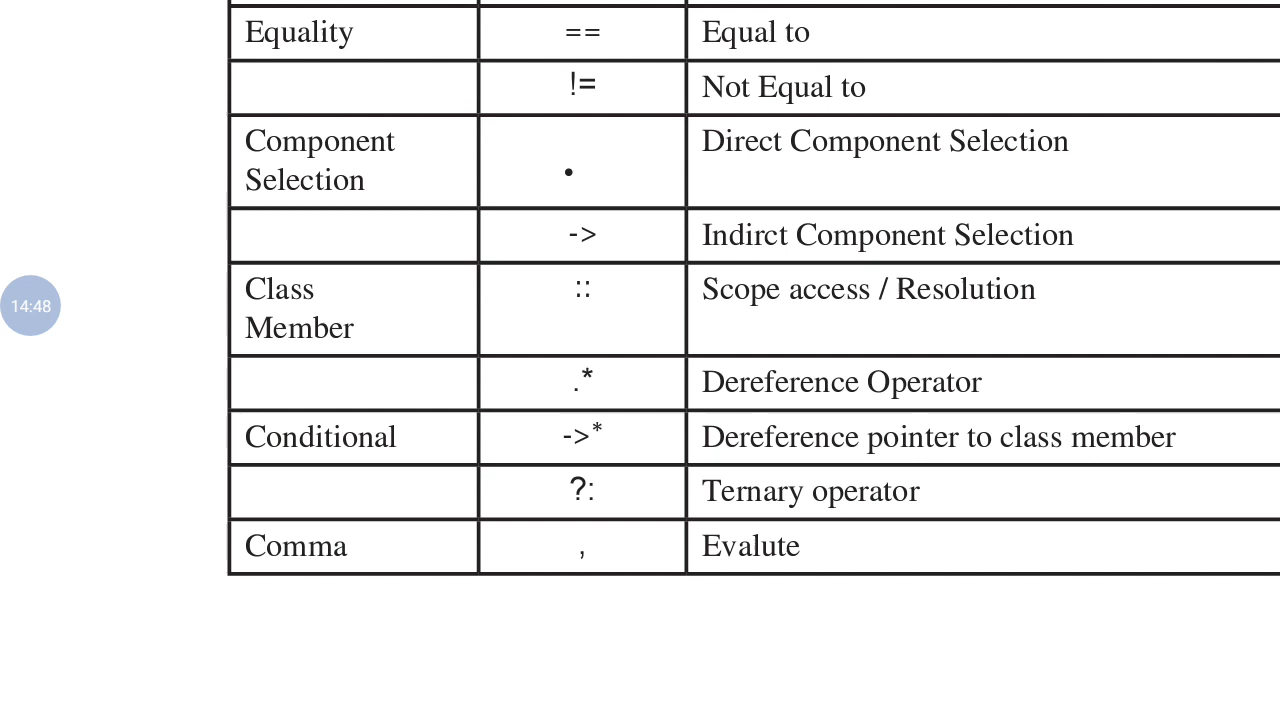 Equality == Equal to
!= Not Equal to
Component . Direct Component Selection
Selection
-> Indirct Component Selection
Class :: Scope access / Resolution
Member
.* Dereference Operator
Conditional ->* Dereference pointer to class member
?: Ternary operator
Comma , Evalute
14:48